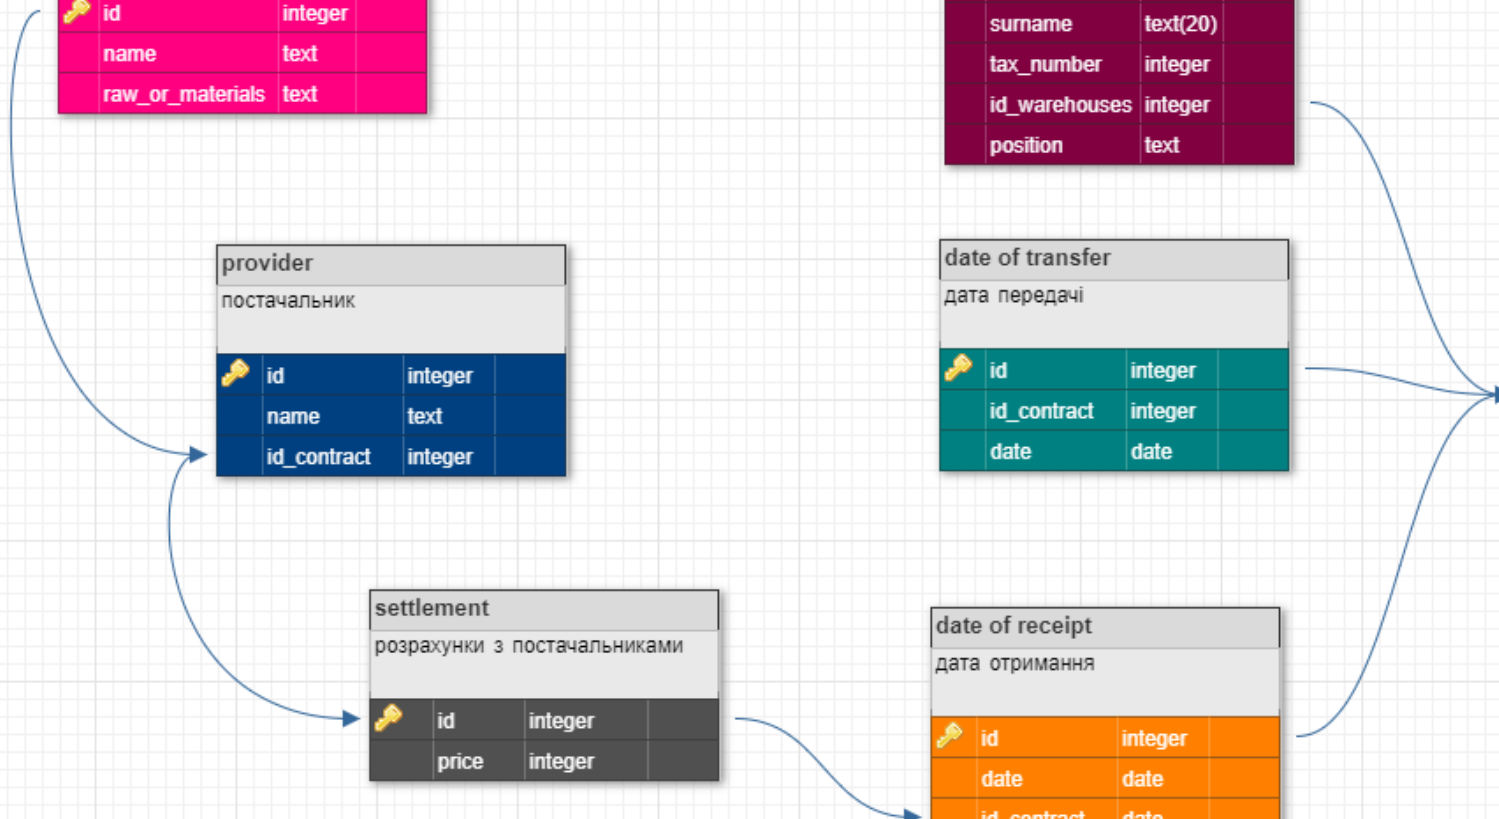 id integer
name text
raw_or_materials text
surname text(20)
tax_number integer
id_warehouses integer
position text
provider
постачальник
id integer
name text
id_contract integer
date of transfer
дата передачі
id integer
id_contract integer
date date
settlement
розрахунки з постачальниками
id integer
price integer
date of receipt
дата отримання
id integer
date date
id_contract date